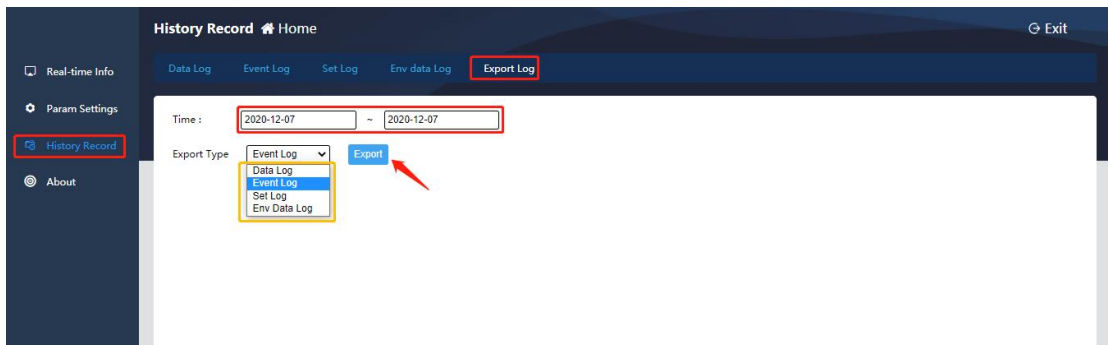 History Record Home
Exit
Real-time Info
Param Settings
History Record
About
Data Log Event Log Set Log Env data Log Export Log
Time : 2020-12-07 ~ 2020-12-07
Export Type Event Log Export
Data Log
Event Log
Set Log
Env Data Log